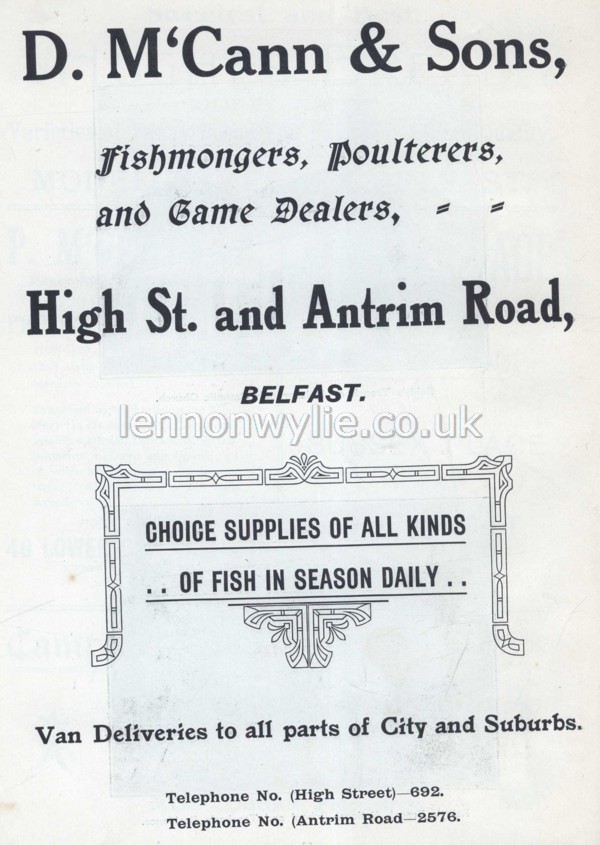 D. M‘Cann & Sons,
Fishmongers, Poulterers,
and Game Dealers, = =
High St. and Antrim Road,
BELFAST.
lennonwylie.co.uk
CHOICE SUPPLIES OF ALL KINDS
. . OF FISH IN SEASON DAILY . .
Van Deliveries to all parts of City and Suburbs.
Telephone No. (High Street)—692.
Telephone No. (Antrim Road—2576.